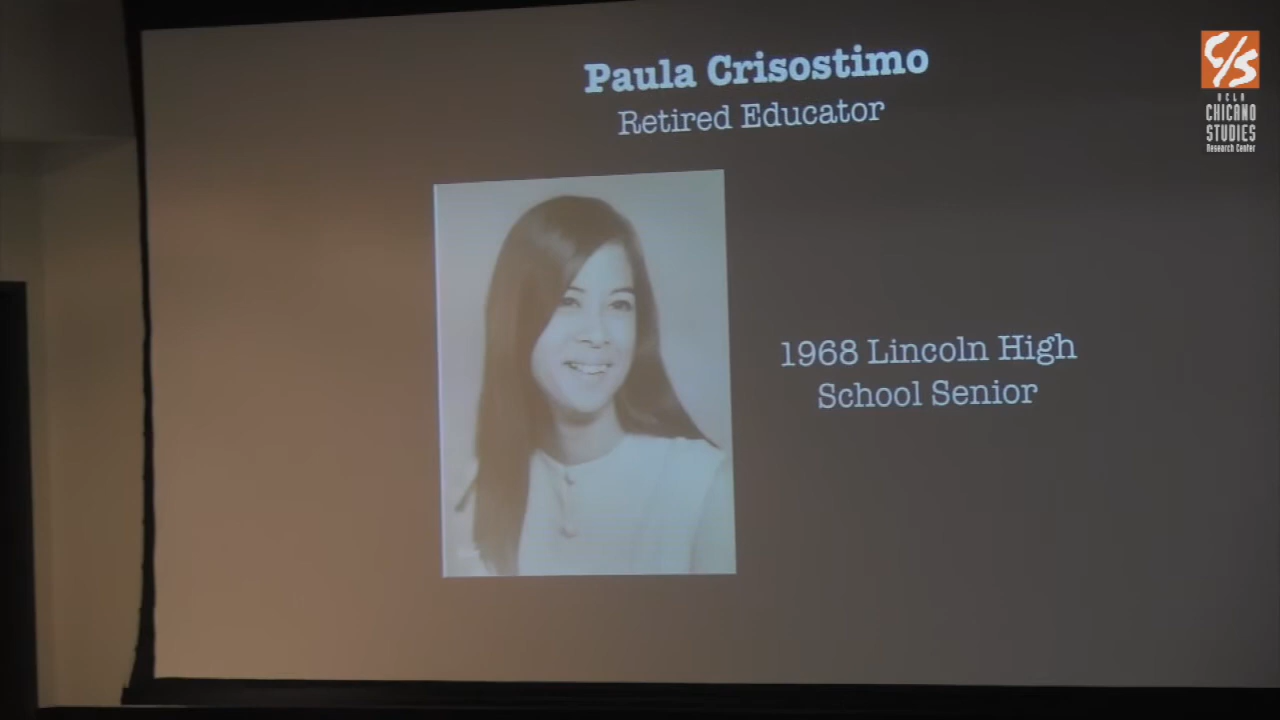 Paula Crisostimo
Retired Educator
1968 Lincoln High
School Senior
C/S
UCLA
CHICANO
STUDIES
Research Center